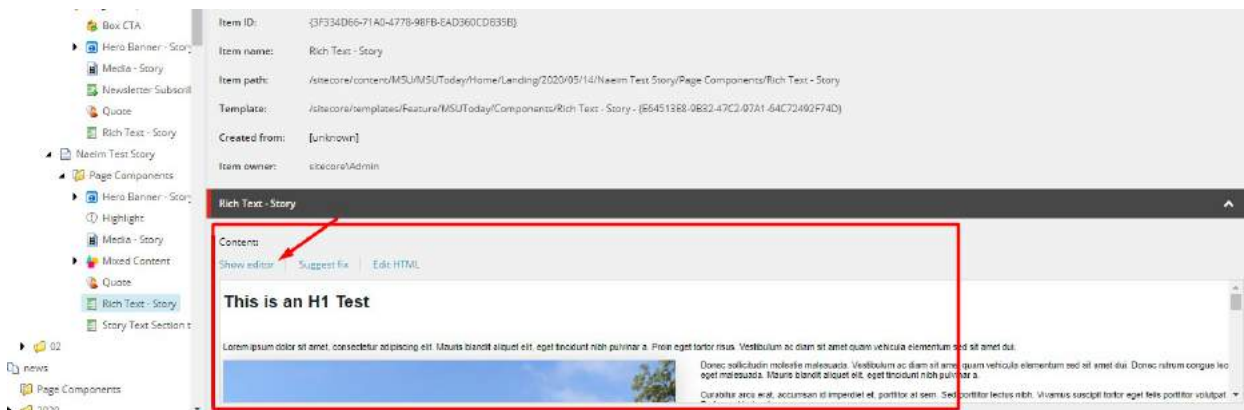 Box CTA
Hero Banner - Story
Media - Story
Newsletter Subscri
Quote
Rich Text - Story
Naeim Test Story
Page Components
Hero Banner - Story
Highlight
Media - Story
Mixed Content
Quote
Rich Text - Story
Story Text Section t
02
news
Page Components
2020
Item ID:
Item name: Rich Text - Story
Item path: /sitecore/content/MSU/MSUToday/Home/Landing/2020/05/14/Naeim Test Story/Page Components/Rich Text - Story
Template: /sitecore/templates/Feature/MSUToday/Components/Rich Text - Story - {E64513E8-9B32-47C2-97A1-64C72492F74D}
Created from: [unknown]
Item owner: sitecore\Admin
Rich Text - Story
Content:
Show editor Suggest fix Edit HTML
This is an H1 Test
Lorem ipsum dolor sit amet, consectetur adipiscing elit. Mauris blandit aliquet elit, eget tincidunt nibh pulvinar a. Proin eget tortor risus. Vestibulum ac diam sit amet quam vehicula elementum sed sit amet dui.
Donec sollicitudin molestie malesuada. Vestibulum ac diam sit amet quam vehicula elementum sed sit amet dui. Donec rutrum congue leo
eget malesuada. Mauris blandit aliquet elit, eget tincidunt nibh pulvinar a.
Curabitur arcu erat, accumsan id imperdiet et, porttitor at sem. Sed porttitor lectus nibh. Vivamus suscipit tortor eget felis porttitor volutpat